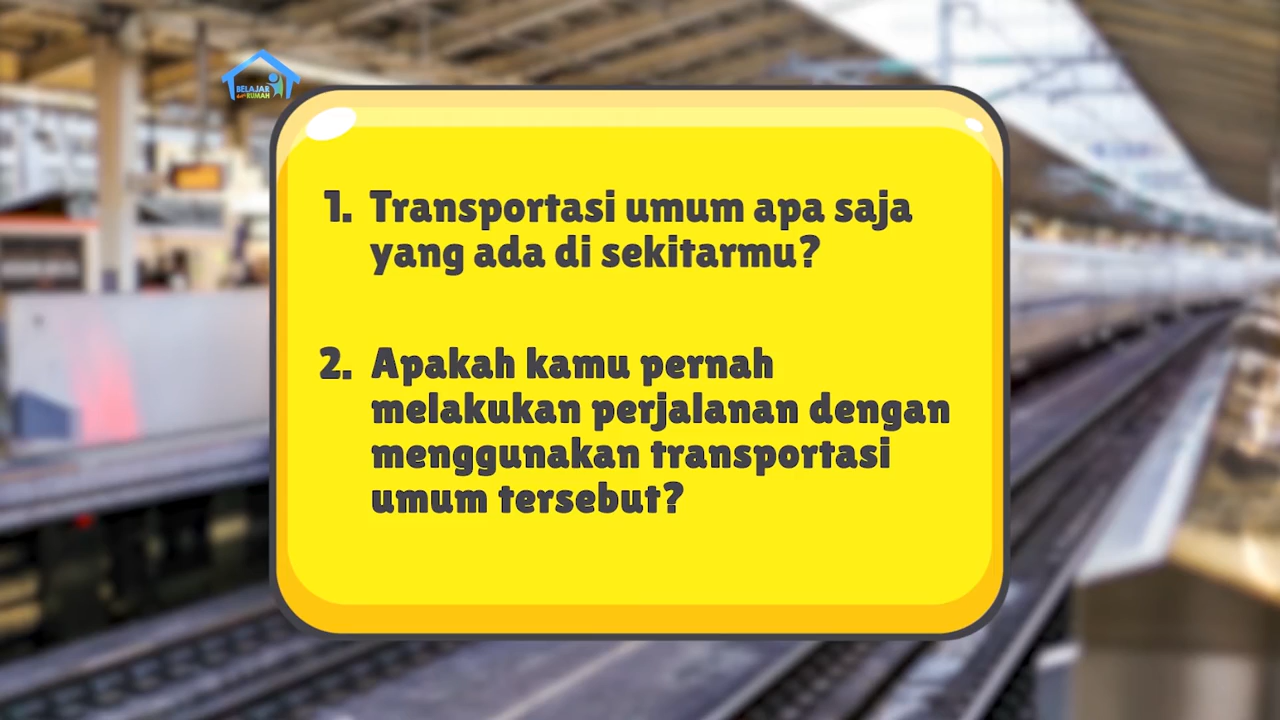 BELAJAR
dari RUMAH
1. Transportasi umum apa saja
yang ada di sekitarmu?
2. Apakah kamu pernah
melakukan perjalanan dengan
menggunakan transportasi
umum tersebut?